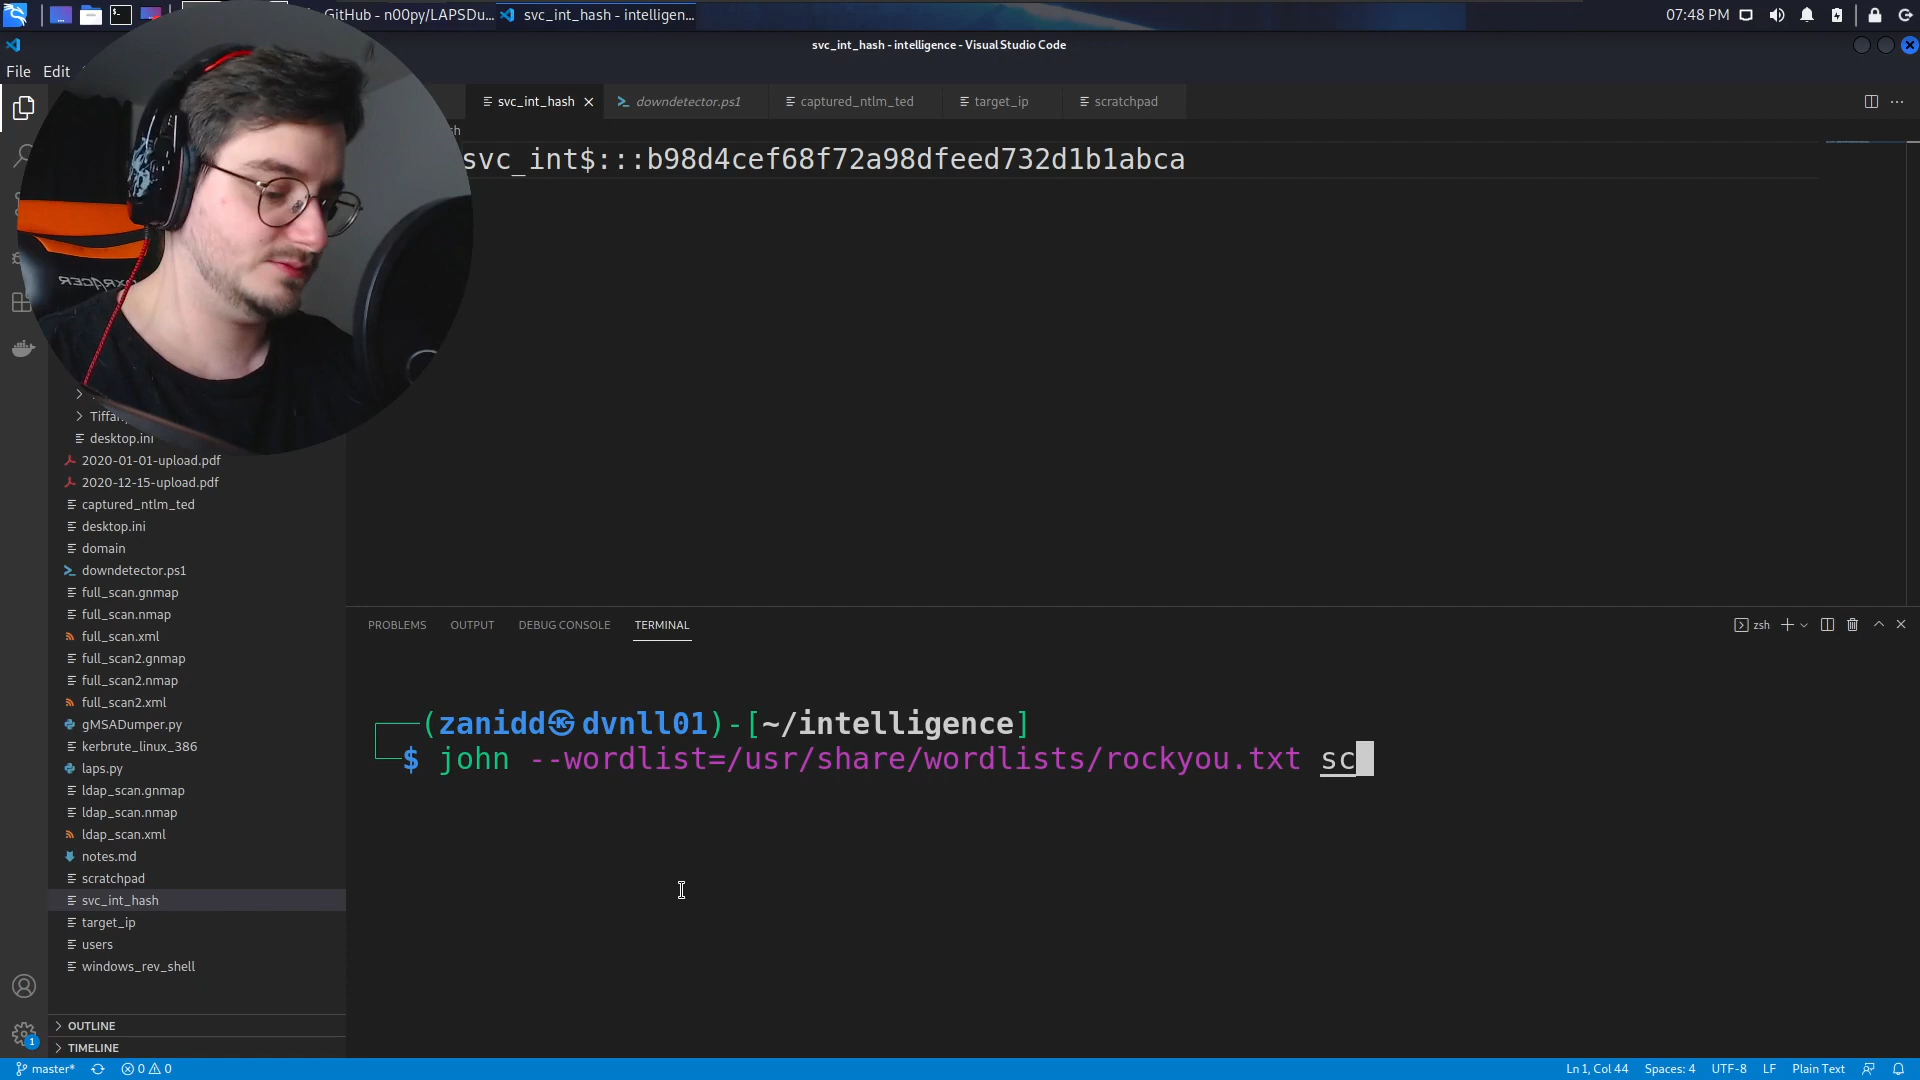 GitHub - n00py/LAPSDu...
svc_int_hash - intelligen...
07:48 PM
svc_int_hash - intelligence - Visual Studio Code
File Edit
svc_int_hash
downdetector.ps1
captured_ntlm_ted
target_ip
scratchpad
svc_int$:::b98d4cef68f72a98dfeed732d1b1abca
desktop.ini
2020-01-01-upload.pdf
2020-12-15-upload.pdf
captured_ntlm_ted
desktop.ini
domain
downdetector.ps1
full_scan.gnmap
full_scan.nmap
full_scan.xml
full_scan2.gnmap
full_scan2.nmap
full_scan2.xml
gMSADumper.py
kerbrute_linux_386
laps.py
ldap_scan.gnmap
ldap_scan.nmap
ldap_scan.xml
notes.md
scratchpad
svc_int_hash
target_ip
users
windows_rev_shell
OUTLINE
TIMELINE
PROBLEMS OUTPUT DEBUG CONSOLE TERMINAL
zsh
(zanidd㉿dvnll01)-[~/intelligence]
$ john --wordlist=/usr/share/wordlists/rockyou.txt sc
1
master* 0 0
Ln 1, Col 44 Spaces: 4 UTF-8 LF Plain Text